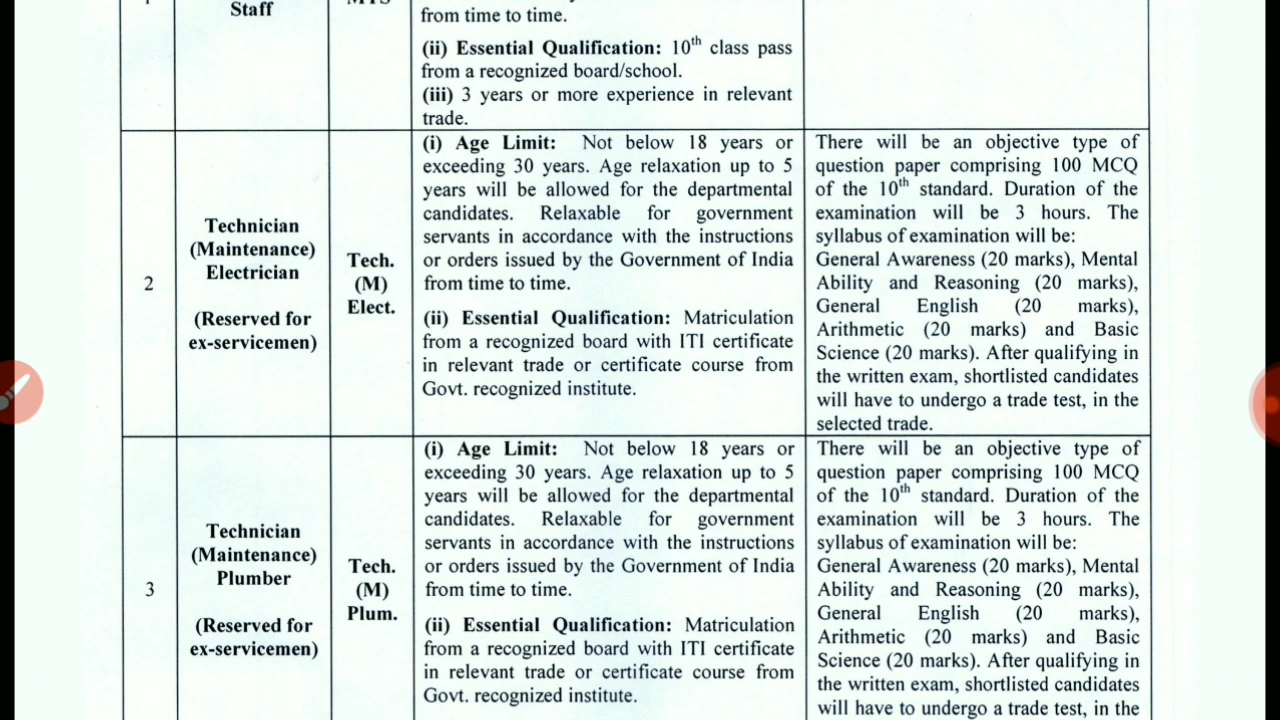 Staff
from time to time.
(ii) Essential Qualification: 10th class pass
from a recognized board/school.
(iii) 3 years or more experience in relevant
trade.
2
Technician
(Maintenance)
Electrician
(Reserved for
ex-servicemen)
Tech.
(M)
Elect.
(i) Age Limit: Not below 18 years or
exceeding 30 years. Age relaxation up to 5
years will be allowed for the departmental
candidates. Relaxable for government
servants in accordance with the instructions
or orders issued by the Government of India
from time to time.
(ii) Essential Qualification: Matriculation
from a recognized board with ITI certificate
in relevant trade or certificate course from
Govt. recognized institute.
There will be an objective type of
question paper comprising 100 MCQ
of the 10th standard. Duration of the
examination will be 3 hours. The
syllabus of examination will be:
General Awareness (20 marks), Mental
Ability and Reasoning (20 marks),
General English (20 marks),
Arithmetic (20 marks) and Basic
Science (20 marks). After qualifying in
the written exam, shortlisted candidates
will have to undergo a trade test, in the
selected trade.
3
Technician
(Maintenance)
Plumber
(Reserved for
ex-servicemen)
Tech.
(M)
Plum.
(i) Age Limit: Not below 18 years or
exceeding 30 years. Age relaxation up to 5
years will be allowed for the departmental
candidates. Relaxable for government
servants in accordance with the instructions
or orders issued by the Government of India
from time to time.
(ii) Essential Qualification: Matriculation
from a recognized board with ITI certificate
in relevant trade or certificate course from
Govt. recognized institute.
There will be an objective type of
question paper comprising 100 MCQ
of the 10th standard. Duration of the
examination will be 3 hours. The
syllabus of examination will be:
General Awareness (20 marks), Mental
Ability and Reasoning (20 marks),
General English (20 marks),
Arithmetic (20 marks) and Basic
Science (20 marks). After qualifying in
the written exam, shortlisted candidates
will have to undergo a trade test, in the